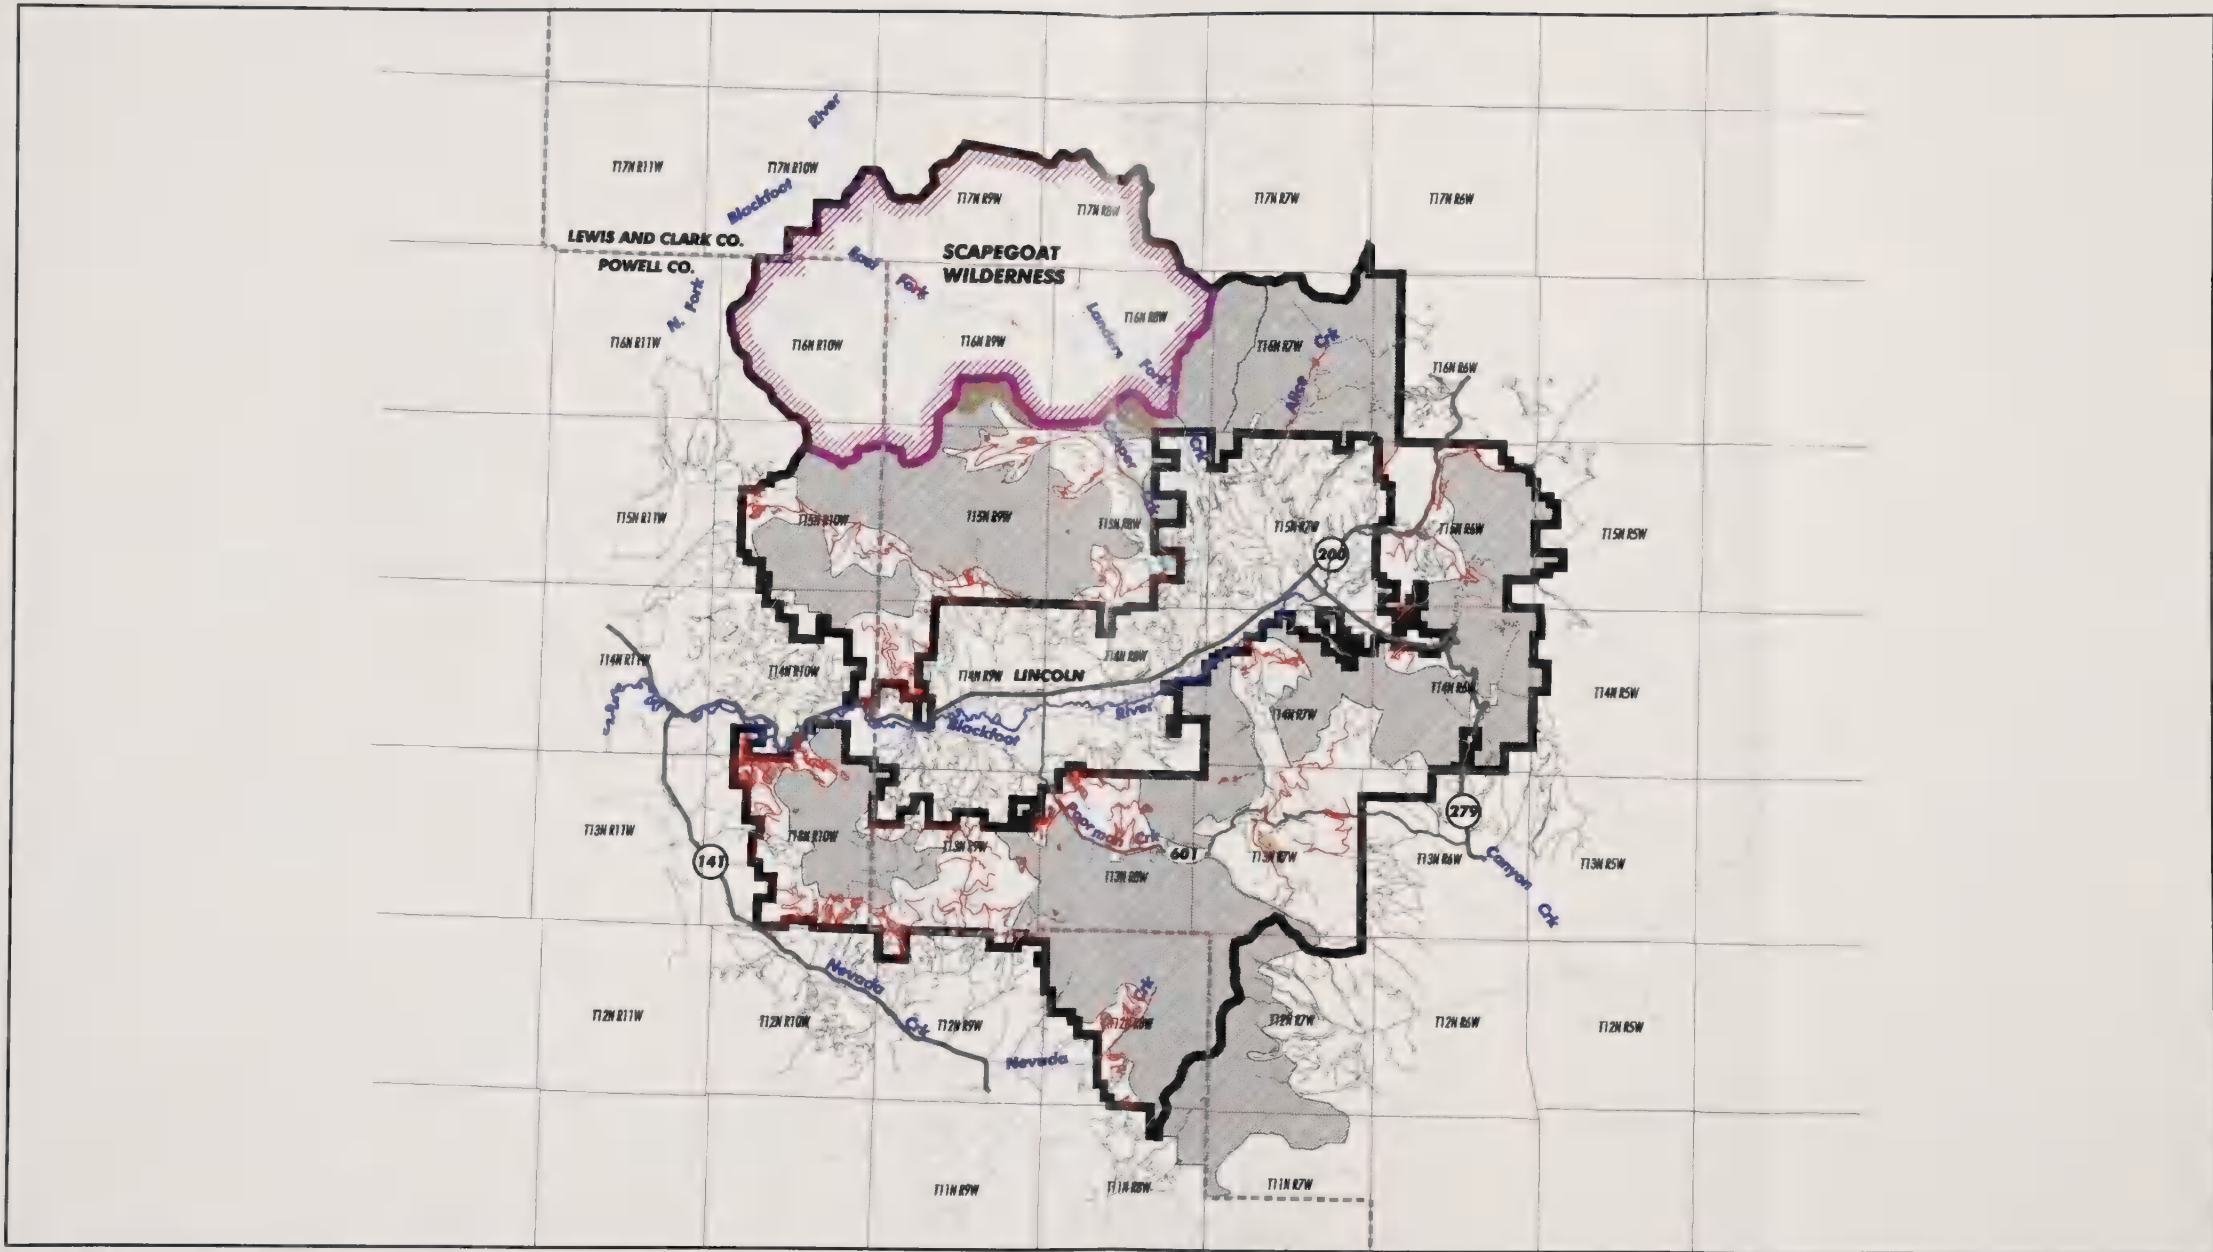 River
T17N R11W
T17N R10W
Blackfoot
T17N R9W
T17N R8W
T17N R7W
T17N R6W
LEWIS AND CLARK CO.
POWELL CO.
N. Fork
East
Fork
SCAPEGOAT
WILDERNESS
Landers
Fork
T16N R11W
T16N R10W
T16N R9W
T16N R8W
T16N R7W
Alice
Crk
T16N R6W
Copper
Crk
Crk
T15N R11W
T15N R10W
T15N R9W
T15N R8W
T15N R7W
200
T15N R6W
T15N R5W
T14N R11W
T14N R10W
T14N R9W
LINCOLN
T14N R8W
T14N R7W
T14N R6W
T14N R5W
Blackfoot
River
T13N R11W
141
T13N R10W
T13N R9W
Poorman
Crk
601
T13N R8W
T13N R7W
279
T13N R6W
Canyon
Crk
T13N R5W
T12N R11W
T12N R10W
Nevada
Crk
T12N R9W
Nevada
Crk
T12N R8W
T12N R7W
T12N R6W
T12N R5W
T11N R9W
T11N R8W
T11N R7W